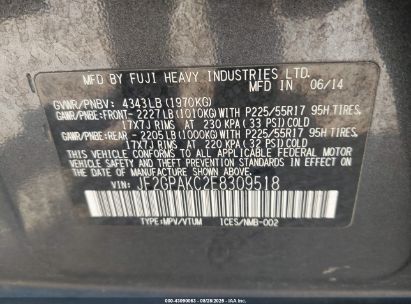 MFD BY FUJI HEAVY INDUSTRIES LTD.
IN 06/14
GVWR/PNBV: 4343LB (1970KG)
GAWR/PNBE:FRONT- 2227LB (1010KG)WITH P225/55R17 95H TIRES,
17X7J RIMS AT 230 KPA (33 PSI)COLD
GAWR/PNBE:REAR - 2205LB (1000KG)WITH P225/55R17 95H TIRES,
17X7J RIMS AT 220 KPA (32 PSI)COLD
THIS VEHICLE CONFORMS TO ALL APPLICABLE FEDERAL MOTOR
VEHICLE SAFETY AND THEFT PREVENTION STANDARDS IN EFFECT ON
THE DATE OF MANUFACTURE SHOWN ABOVE.
VIN: JF2GPAKC2E8309518
TYPE:MPV/VTUM ICES/NMB-002